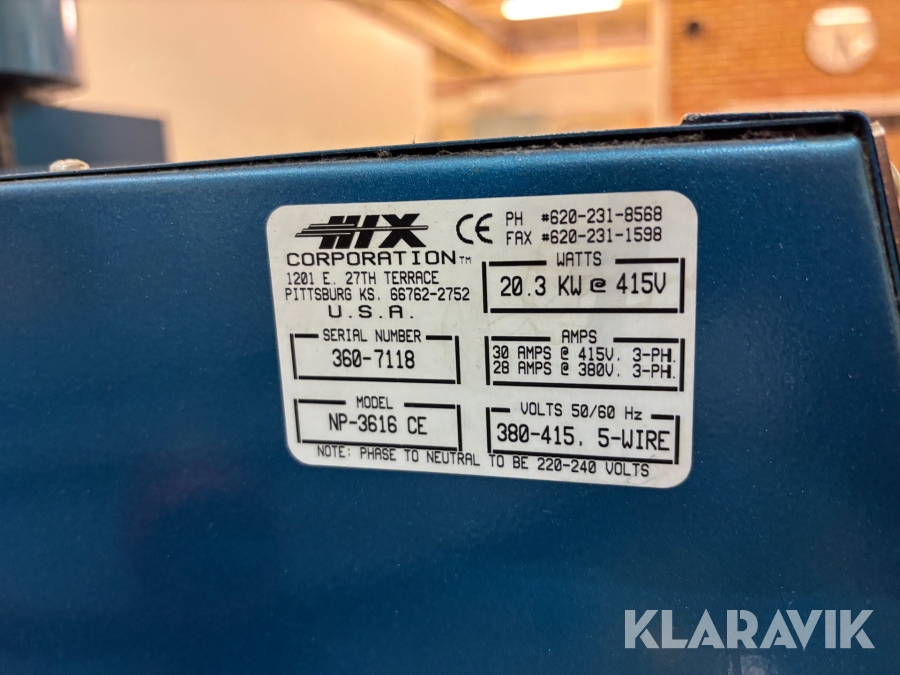 HIX
CORPORATION™
1201 E. 27TH TERRACE
PITTSBURG KS. 66762-2752
U.S.A.
CE
PH #620-231-8568
FAX #620-231-1598
WATTS
20.3 KW @ 415V
SERIAL NUMBER
360-7118
AMPS
30 AMPS @ 415V. 3-PH.
28 AMPS @ 380V. 3-PH.
MODEL
NP-3616 CE
VOLTS 50/60 Hz
380-415. 5-WIRE
NOTE: PHASE TO NEUTRAL TO BE 220-240 VOLTS
KLARAVIK